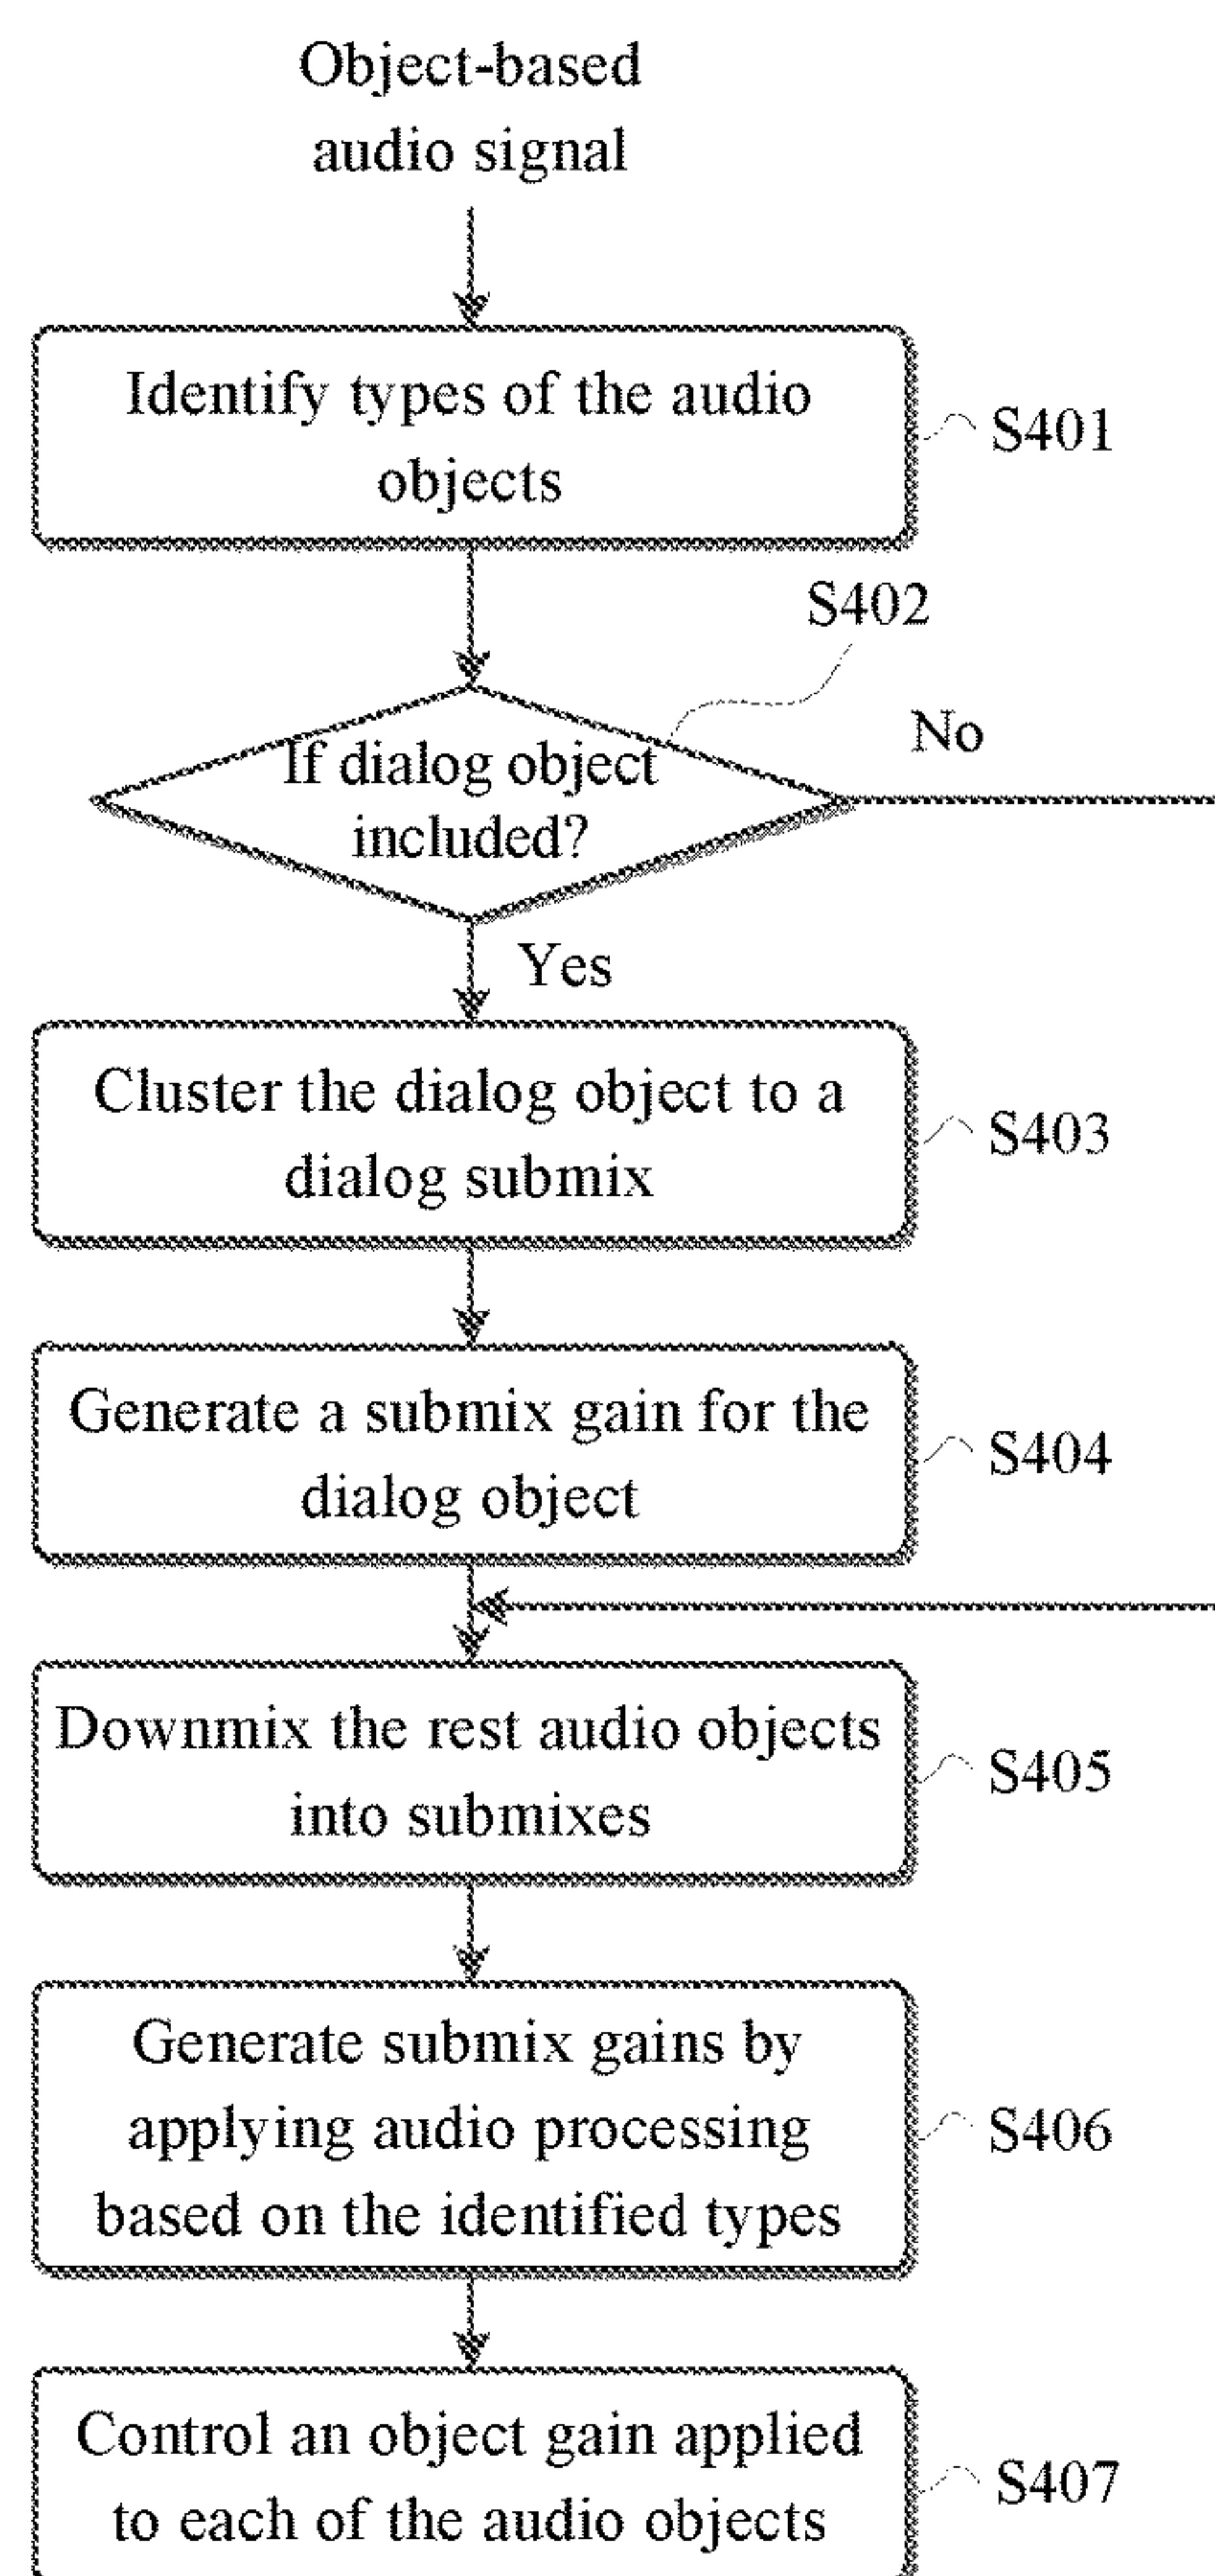 Object-based
audio signal
Identify types of the audio
objects
S401
S402
If dialog object
included?
No
Yes
Cluster the dialog object to a
dialog submix
S403
Generate a submix gain for the
dialog object
S404
Downmix the rest audio objects
into submixes
S405
Generate submix gains by
applying audio processing
based on the identified types
S406
Control an object gain applied
to each of the audio objects
S407